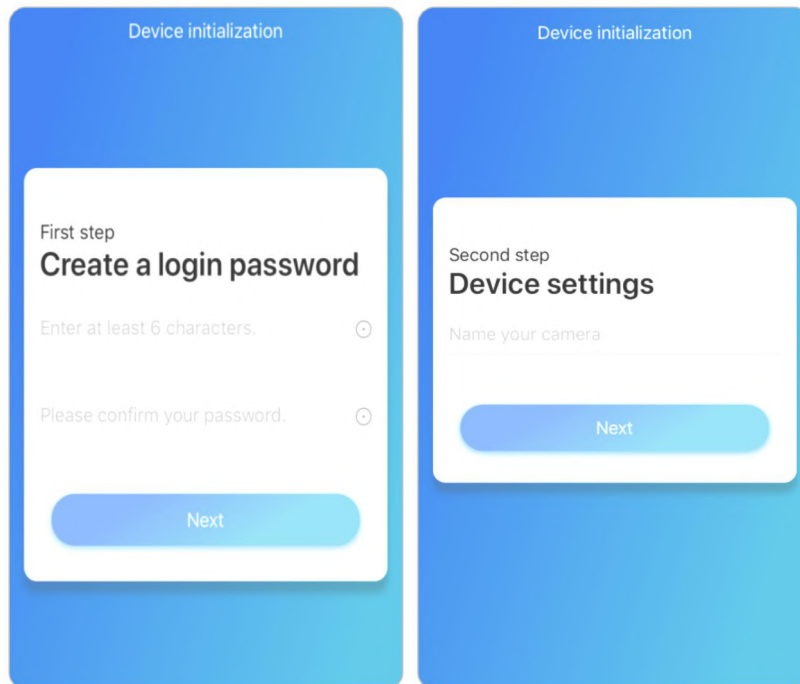 Device initialization
First step
Create a login password
Enter at least 6 characters.
Please confirm your password.
Next
Device initialization
Second step
Device settings
Name your camera
Next